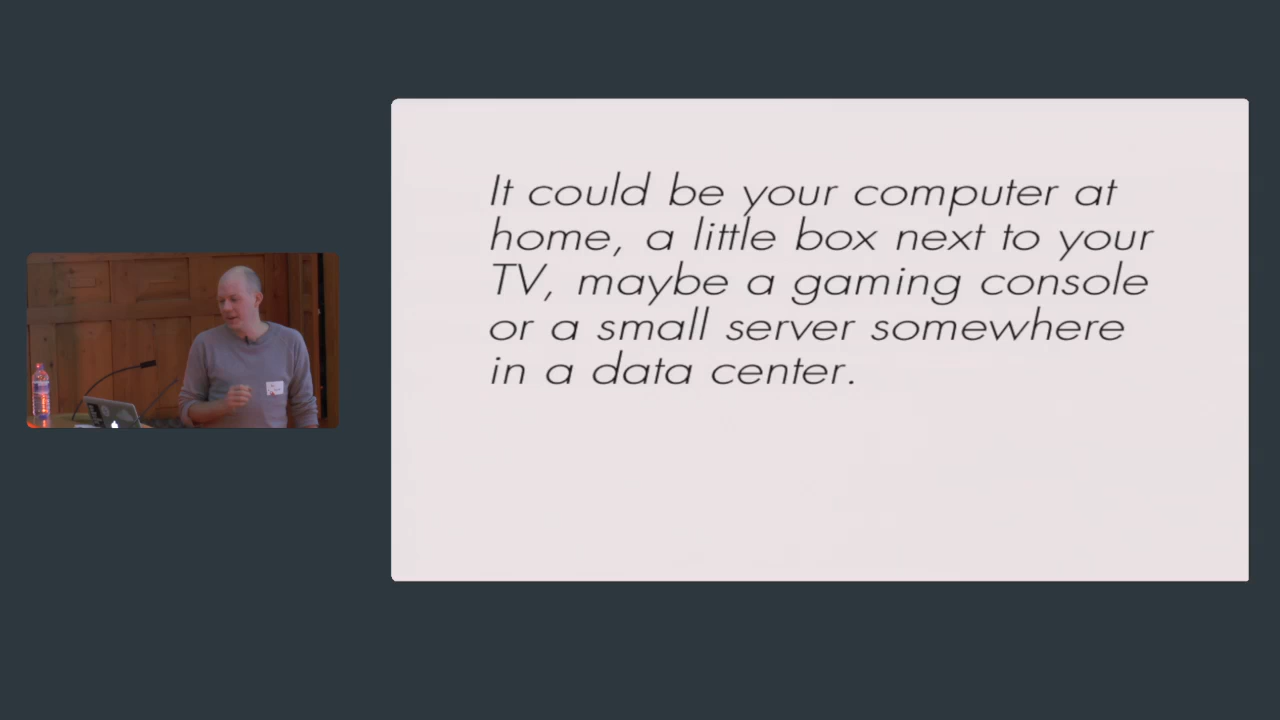 It could be your computer at
home, a little box next to your
TV, maybe a gaming console
or a small server somewhere
in a data center.